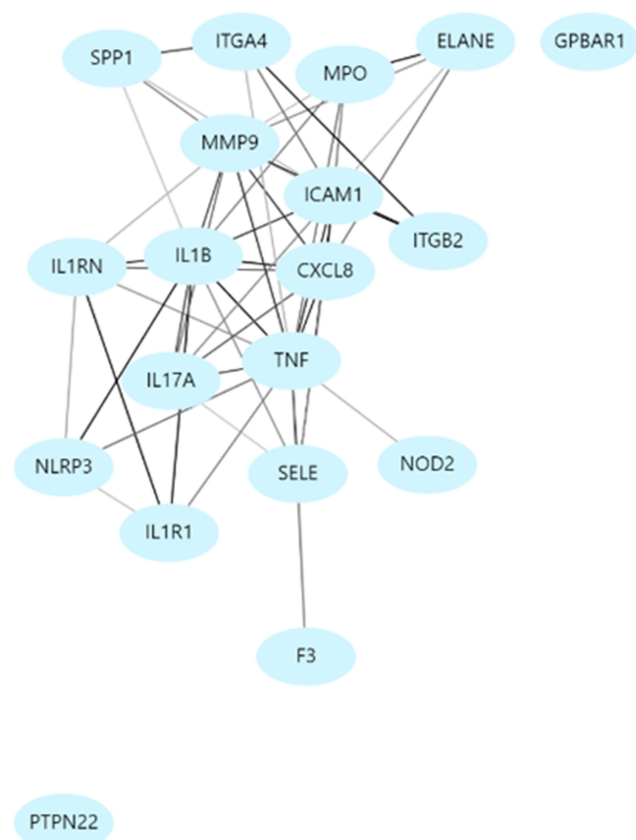 SPP1
ITGA4
MPO
ELANE
GPBAR1
MMP9
ICAM1
ITGB2
IL1RN
IL1B
CXCL8
IL17A
TNF
NLRP3
SELE
NOD2
IL1R1
F3
PTPN22